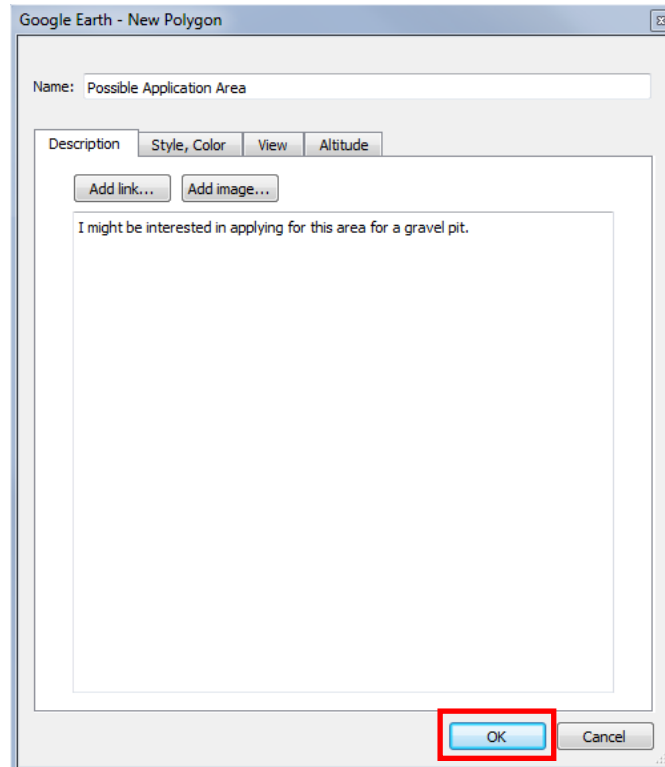 Google Earth - New Polygon
Name: Possible Application Area
Description Style, Color View Altitude
Add link... Add image...
I might be interested in applying for this area for a gravel pit.
OK Cancel